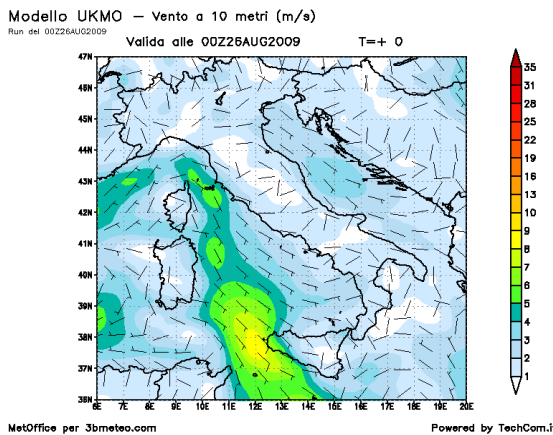 Modello UKMO - Vento a 10 metri (m/s)
Run del 00Z26AUG2009
Valida alle 00Z26AUG2009 T=+ 0
47N
46N
45N
44N
43N
42N
41N
40N
39N
38N
37N
36N
6E 7E 8E 9E 10E 11E 12E 13E 14E 15E 16E 17E 18E 19E 20E
35
31
28
25
22
19
16
13
10
9
8
7
6
5
4
3
2
1
MetOffice per 3bmeteo.com
Powered by TechCom.i